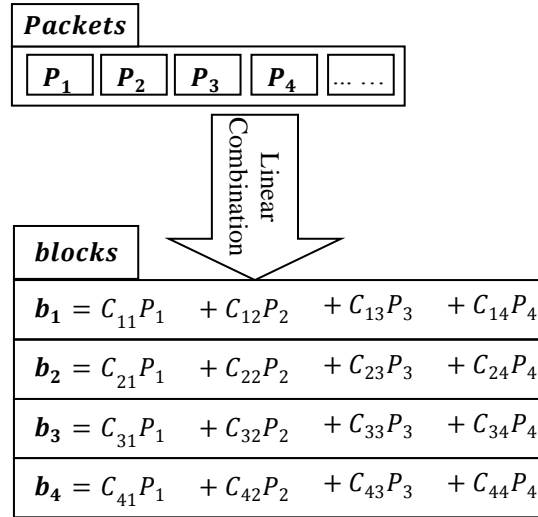 Packets
P₁ P₂ P₃ P₄ ... ...
Linear
Combination
blocks
b₁ = C₁₁P₁ + C₁₂P₂ + C₁₃P₃ + C₁₄P₄
b₂ = C₂₁P₁ + C₂₂P₂ + C₂₃P₃ + C₂₄P₄
b₃ = C₃₁P₁ + C₃₂P₂ + C₃₃P₃ + C₃₄P₄
b₄ = C₄₁P₁ + C₄₂P₂ + C₄₃P₃ + C₄₄P₄